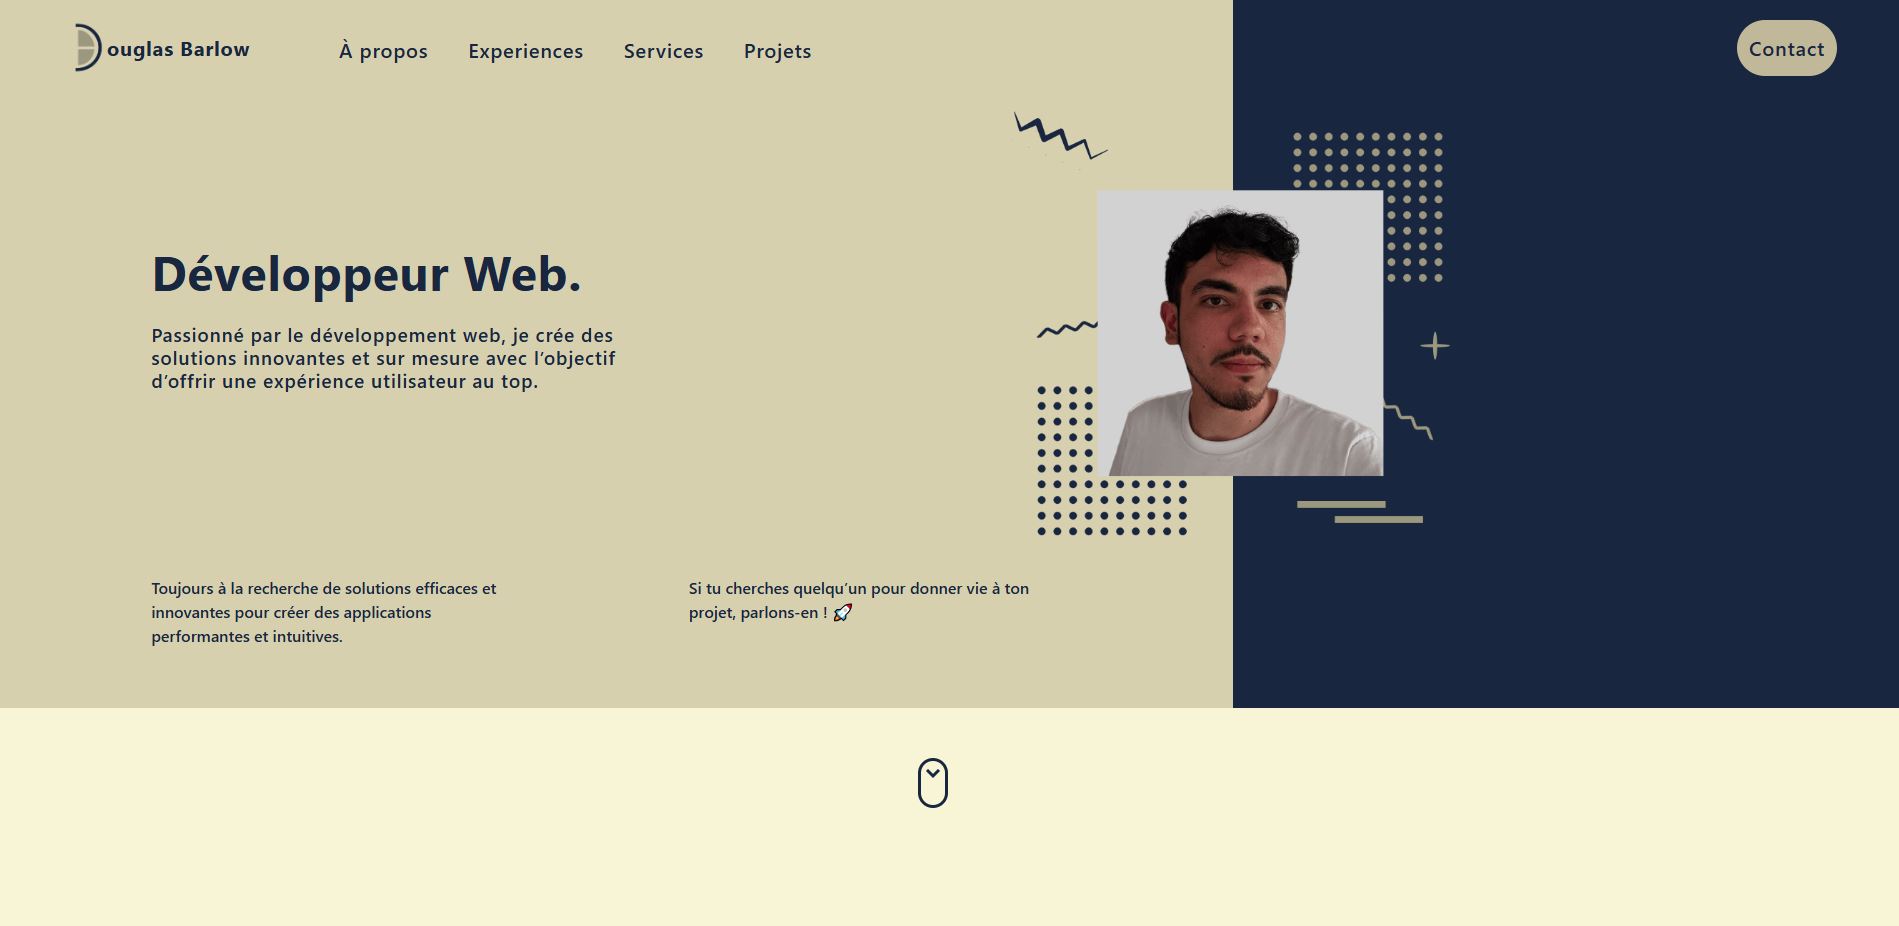 Douglas Barlow
À propos
Experiences
Services
Projets
Contact
Développeur Web.
Passionné par le développement web, je crée des
solutions innovantes et sur mesure avec l’objectif
d’offrir une expérience utilisateur au top.
Toujours à la recherche de solutions efficaces et
innovantes pour créer des applications
performantes et intuitives.
Si tu cherches quelqu’un pour donner vie à ton
projet, parlons-en ! 🚀